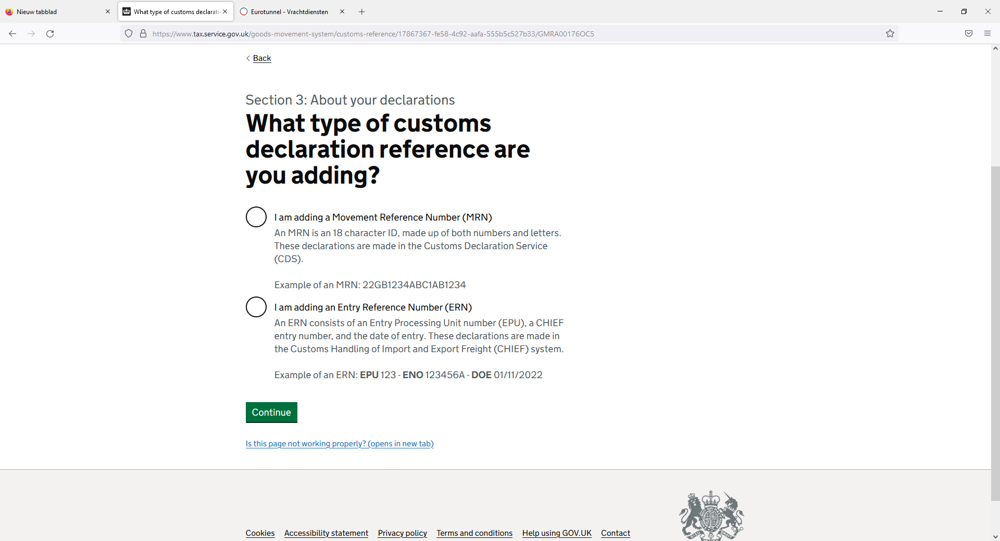 Nieuw tabblad
What type of customs declarati
Eurotunnel - Vrachtdiensten
https://www.tax.service.gov.uk/goods-movement-system/customs-reference/17867367-fe58-4c92-aafa-555b5c527b33/GMRA00176OC5
Back
Section 3: About your declarations
What type of customs
declaration reference are
you adding?
I am adding a Movement Reference Number (MRN)
An MRN is an 18 character ID, made up of both numbers and letters.
These declarations are made in the Customs Declaration Service
(CDS).
Example of an MRN: 22GB1234ABC1AB1234
I am adding an Entry Reference Number (ERN)
An ERN consists of an Entry Processing Unit number (EPU), a CHIEF
entry number, and the date of entry. These declarations are made in
the Customs Handling of Import and Export Freight (CHIEF) system.
Example of an ERN: EPU 123 - ENO 123456A - DOE 01/11/2022
Continue
Is this page not working properly? (opens in new tab)
Cookies Accessibility statement Privacy policy Terms and conditions Help using GOV.UK Contact